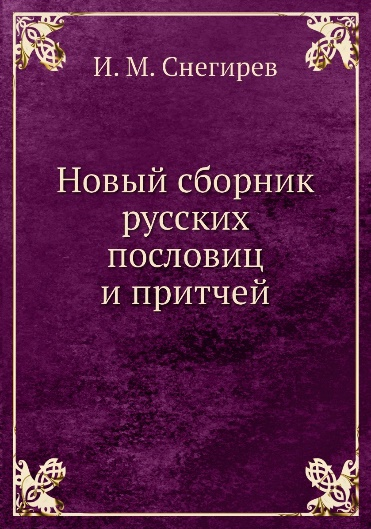 И. М. Снегирев
Новый сборник
русских
пословиц
и притчей